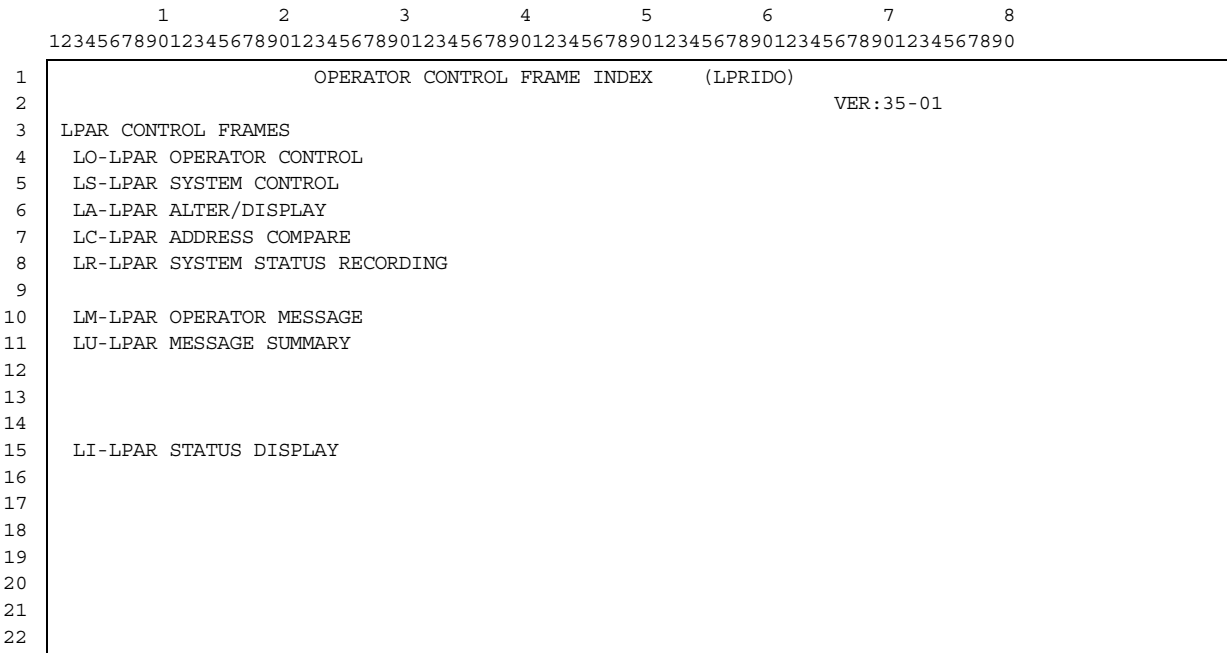 1 2 3 4 5 6 7 8
12345678901234567890123456789012345678901234567890123456789012345678901234567890
1 OPERATOR CONTROL FRAME INDEX (LPRIDO)
2 VER:35-01
3 LPAR CONTROL FRAMES
4 LO-LPAR OPERATOR CONTROL
5 LS-LPAR SYSTEM CONTROL
6 LA-LPAR ALTER/DISPLAY
7 LC-LPAR ADDRESS COMPARE
8 LR-LPAR SYSTEM STATUS RECORDING
9
10 LM-LPAR OPERATOR MESSAGE
11 LU-LPAR MESSAGE SUMMARY
12
13
14
15 LI-LPAR STATUS DISPLAY
16
17
18
19
20
21
22